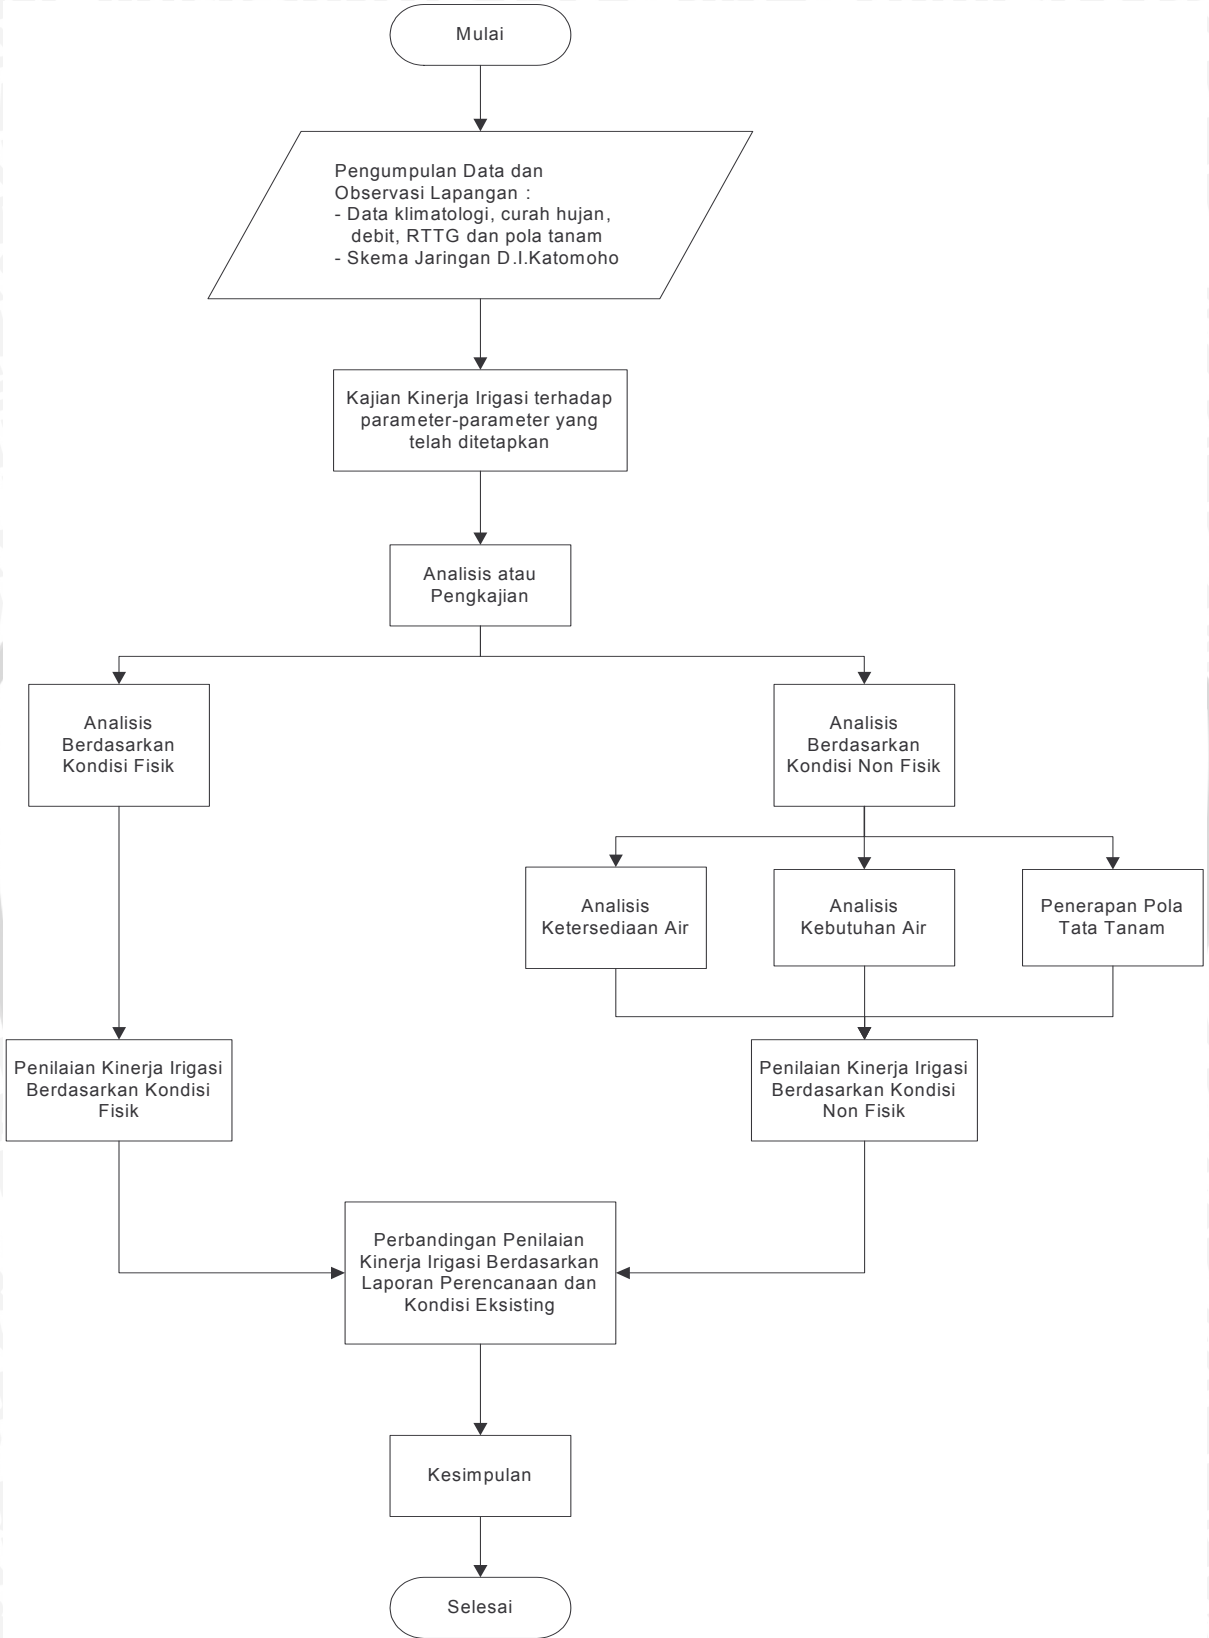 Mulai
Pengumpulan Data dan
Observasi Lapangan :
- Data klimatologi, curah hujan,
debit, RTTG dan pola tanam
- Skema Jaringan D.I.Katomoho
Kajian Kinerja Irigasi terhadap
parameter-parameter yang
telah ditetapkan
Analisis atau
Pengkajian
Analisis
Berdasarkan
Kondisi Fisik
Analisis
Berdasarkan
Kondisi Non Fisik
Analisis
Ketersediaan Air
Analisis
Kebutuhan Air
Penerapan Pola
Tata Tanam
Penilaian Kinerja Irigasi
Berdasarkan Kondisi
Fisik
Penilaian Kinerja Irigasi
Berdasarkan Kondisi
Non Fisik
Perbandingan Penilaian
Kinerja Irigasi Berdasarkan
Laporan Perencanaan dan
Kondisi Eksisting
Kesimpulan
Selesai